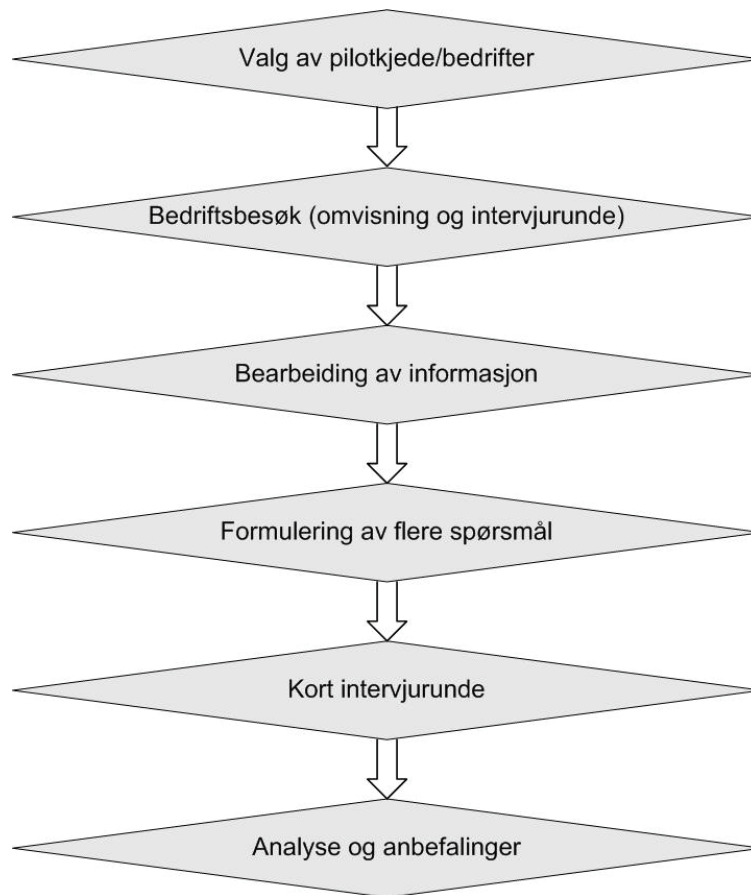 Valg av pilotkjede/bedrifter
Bedriftsbesøk (omvisning og intervjurunde)
Bearbeiding av informasjon
Formulering av flere spørsmål
Kort intervjurunde
Analyse og anbefalinger